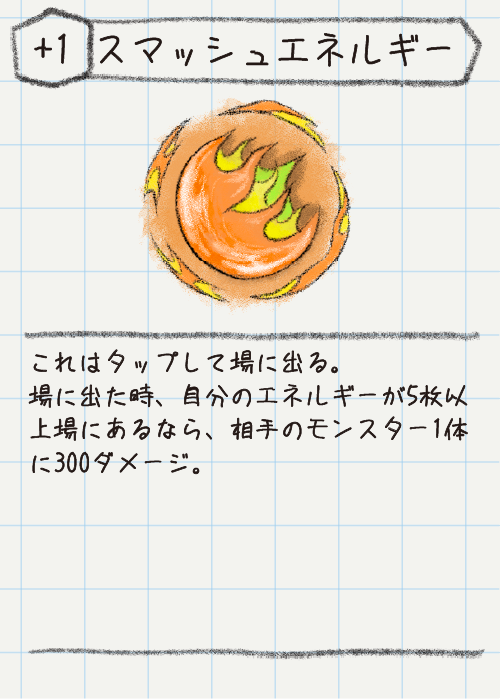 +1 スマッシュエネルギー
これはタップして場に出る。
場に出た時、自分のエネルギーが5枚以
上場にあるなら、相手のモンスター1体
に300ダメージ。